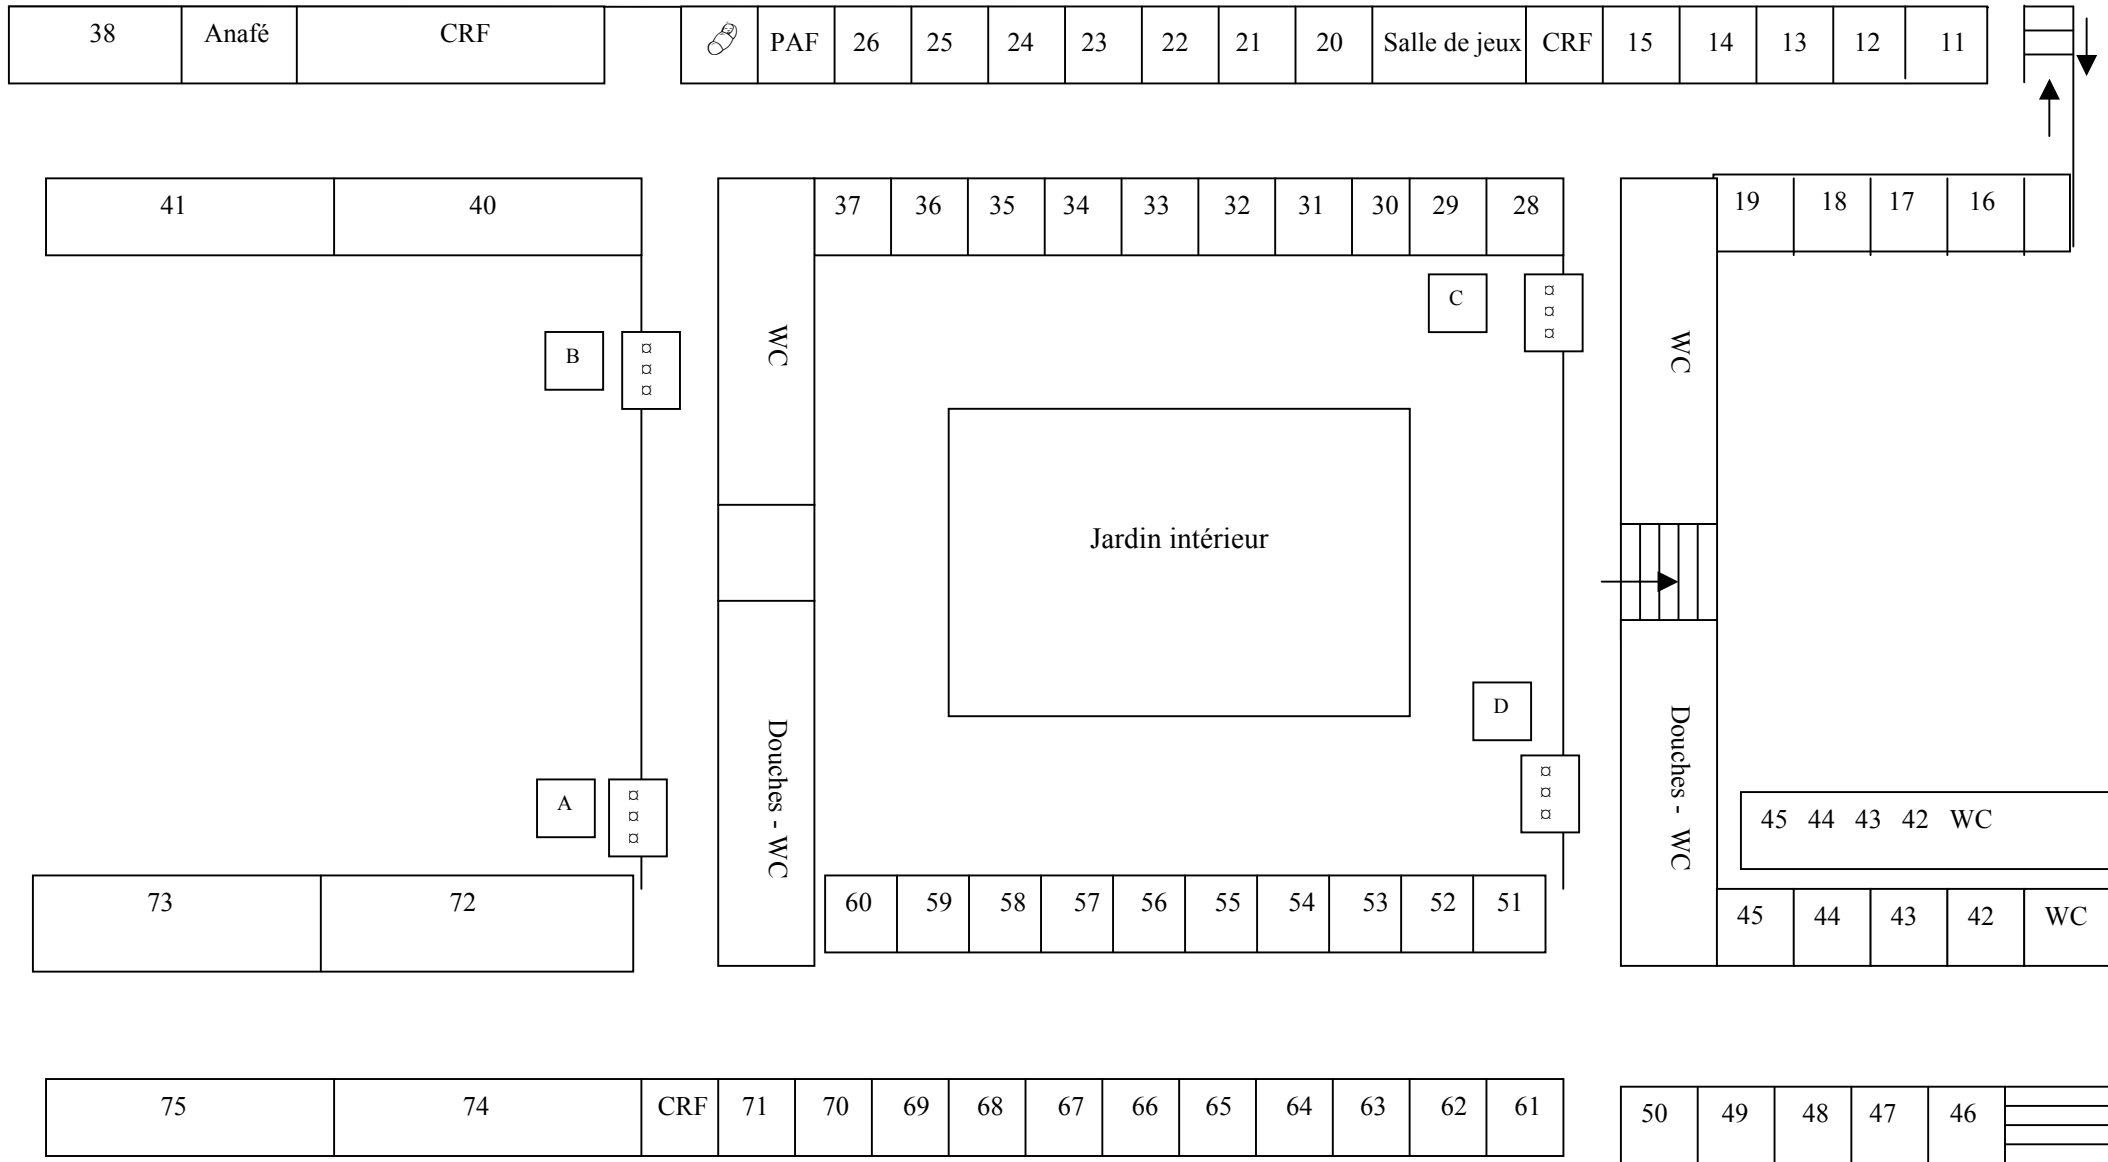 38 Anafé CRF PAF 26 25 24 23 22 21 20 Salle de jeux CRF 15 14 13 12 11
41 40 37 36 35 34 33 32 31 30 29 28 19 18 17 16
C
¤
¤
¤
B
¤
¤
¤
WC
WC
Jardin intérieur
D
¤
¤
¤
A
¤
¤
¤
Douches - WC
Douches - WC
45 44 43 42 WC
73 72 60 59 58 57 56 55 54 53 52 51 45 44 43 42 WC
75 74 CRF 71 70 69 68 67 66 65 64 63 62 61 50 49 48 47 46